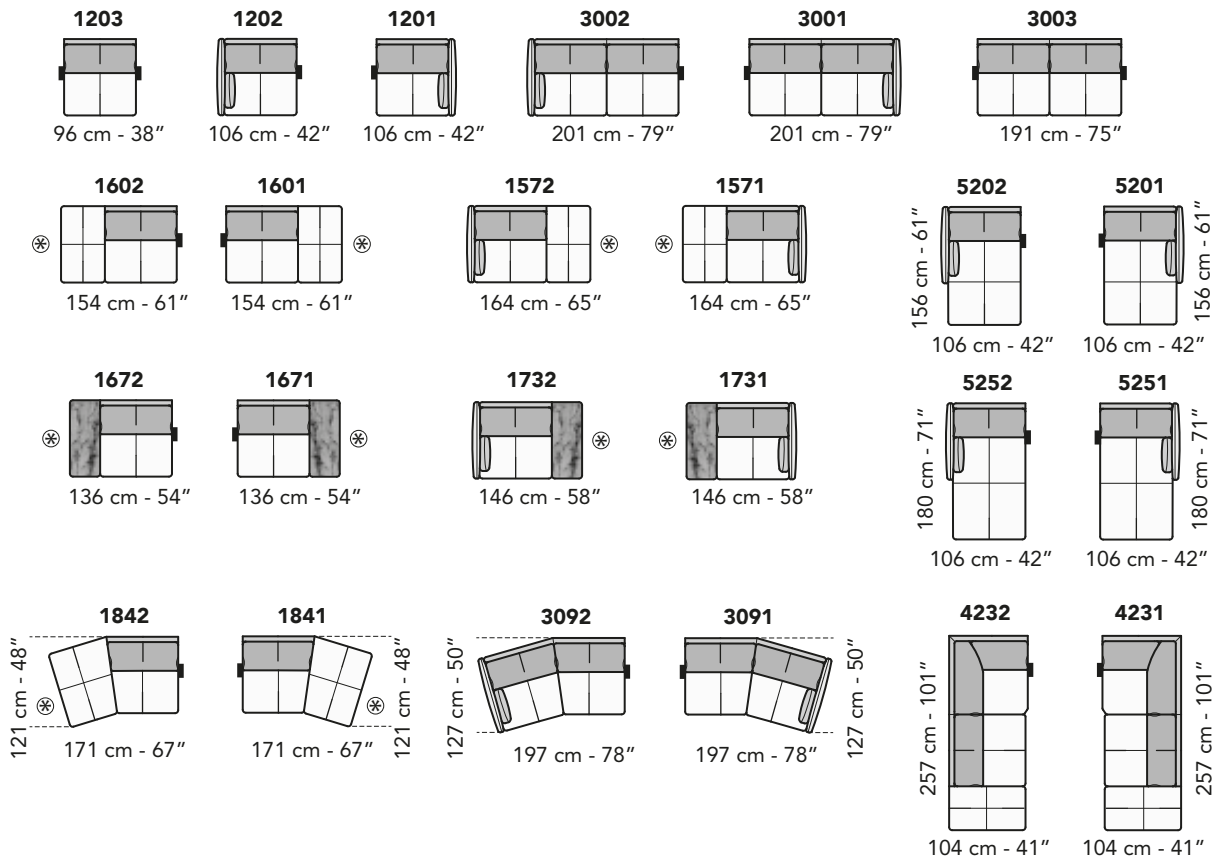 1203 1202 1201 3002 3001 3003
96 cm - 38″ 106 cm - 42″ 106 cm - 42″ 201 cm - 79″ 201 cm - 79″ 191 cm - 75″
1602 1601 1572 1571 5202 5201
156 cm - 61″ 156 cm - 61″
154 cm - 61″ 154 cm - 61″ 164 cm - 65″ 164 cm - 65″
106 cm - 42″ 106 cm - 42″
1672 1671 1732 1731 5252 5251
180 cm - 71″ 180 cm - 71″
136 cm - 54″ 136 cm - 54″ 146 cm - 58″ 146 cm - 58″
106 cm - 42″ 106 cm - 42″
1842 1841 3092 3091 4232 4231
121 cm - 48″ 121 cm - 48″ 127 cm - 50″ 127 cm - 50″ 257 cm - 101″ 257 cm - 101″
171 cm - 67″ 171 cm - 67″ 197 cm - 78″ 197 cm - 78″
104 cm - 41″ 104 cm - 41″